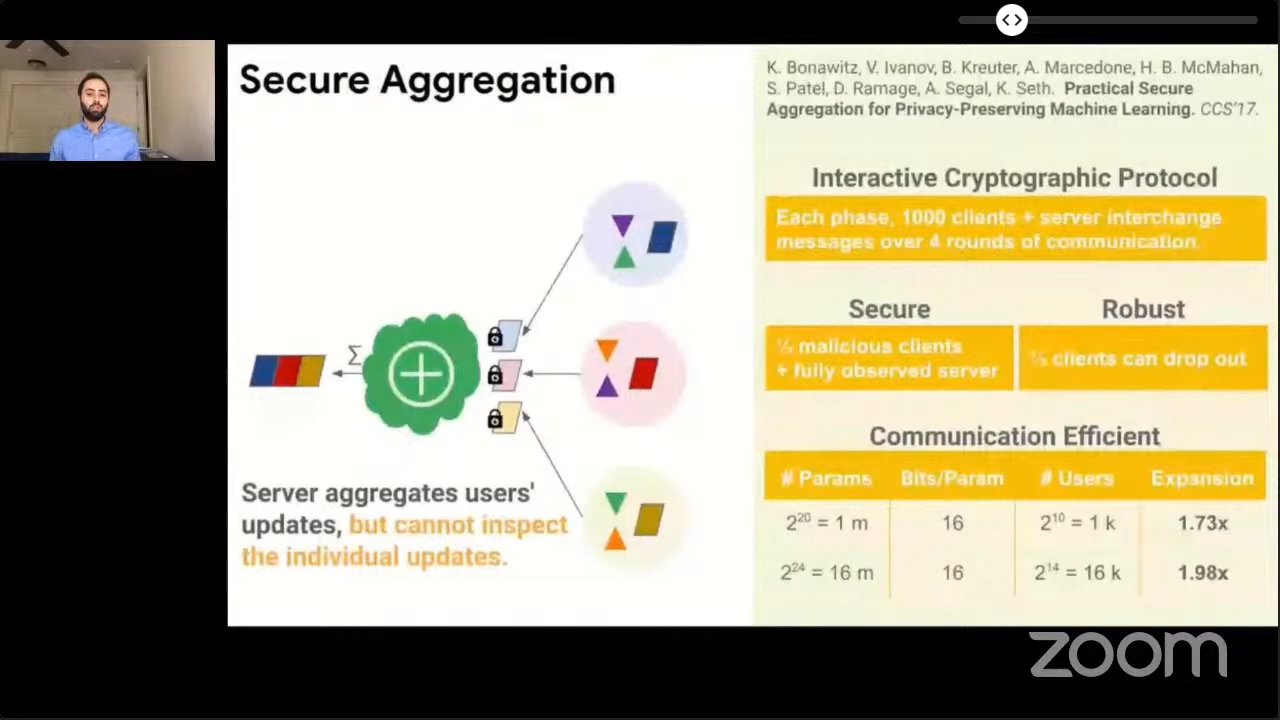 Secure Aggregation
K. Bonawitz, V. Ivanov, B. Kreuter, A. Marcedone, H. B. McMahan,
S. Patel, D. Ramage, A. Segal, K. Seth. Practical Secure
Aggregation for Privacy-Preserving Machine Learning. CCS'17.
Σ
Server aggregates users'
updates, but cannot inspect
the individual updates.
Interactive Cryptographic Protocol
Each phase, 1000 clients + server interchange
messages over 4 rounds of communication.
Secure
malicious clients
+ fully observed server
Robust
clients can drop out
Communication Efficient
# Params Bits/Param # Users Expansion
2²⁰ = 1 m 16 2¹⁰ = 1 k 1.73x
2²⁴ = 16 m 16 2¹⁴ = 16 k 1.98x
zoom